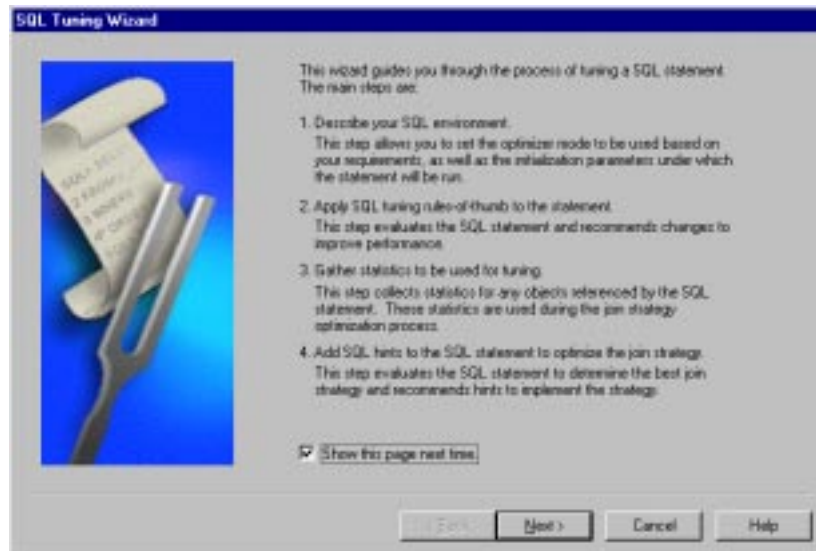 SQL Tuning Wizard
This wizard guides you through the process of tuning a SQL statement.
The main steps are:
1. Describe your SQL environment.
This step allows you to set the optimizer mode to be used based on
your requirements, as well as the initialization parameters under which
the statement will be run.
2. Apply SQL tuning rules-of-thumb to the statement.
This step evaluates the SQL statement and recommends changes to
improve performance.
3. Gather statistics to be used for tuning.
This step collects statistics for any objects referenced by the SQL
statement. These statistics are used during the join strategy
optimization process.
4. Add SQL hints to the SQL statement to optimize the join strategy.
This step evaluates the SQL statement to determine the best join
strategy and recommends hints to implement the strategy.
Show this page next time.
< Back
Next >
Cancel
Help